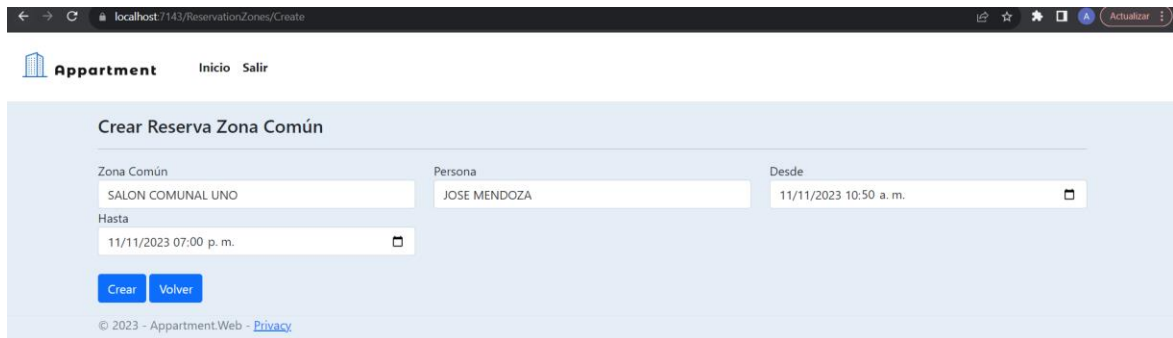 localhost:7143/ReservationZones/Create
A
Actualizar
Appartment Inicio Salir
Crear Reserva Zona Común
Zona Común Persona Desde
SALON COMUNAL UNO JOSE MENDOZA 11/11/2023 10:50 a. m.
Hasta
11/11/2023 07:00 p. m.
Crear Volver
© 2023 - Appartment.Web - Privacy